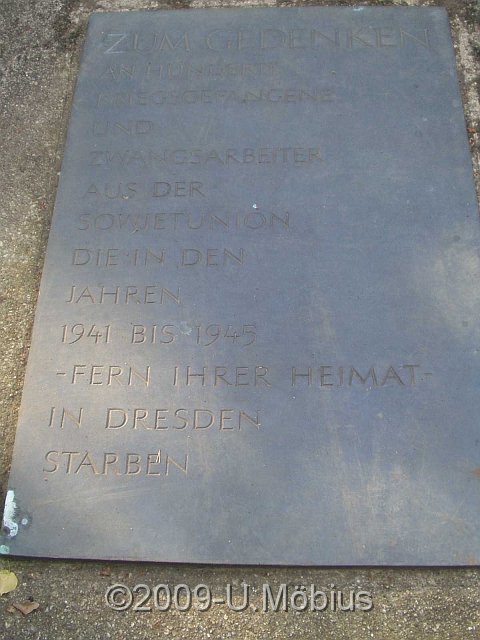 ZUM GEDENKEN
AN HUNDERTE
KRIEGSGEFANGENE
UND
ZWANGSARBEITER
AUS DER
SOWJETUNION
DIE IN DEN
JAHREN
1941 BIS 1945
-FERN IHRER HEIMAT-
IN DRESDEN
STARBEN
©2009-U.Möbius